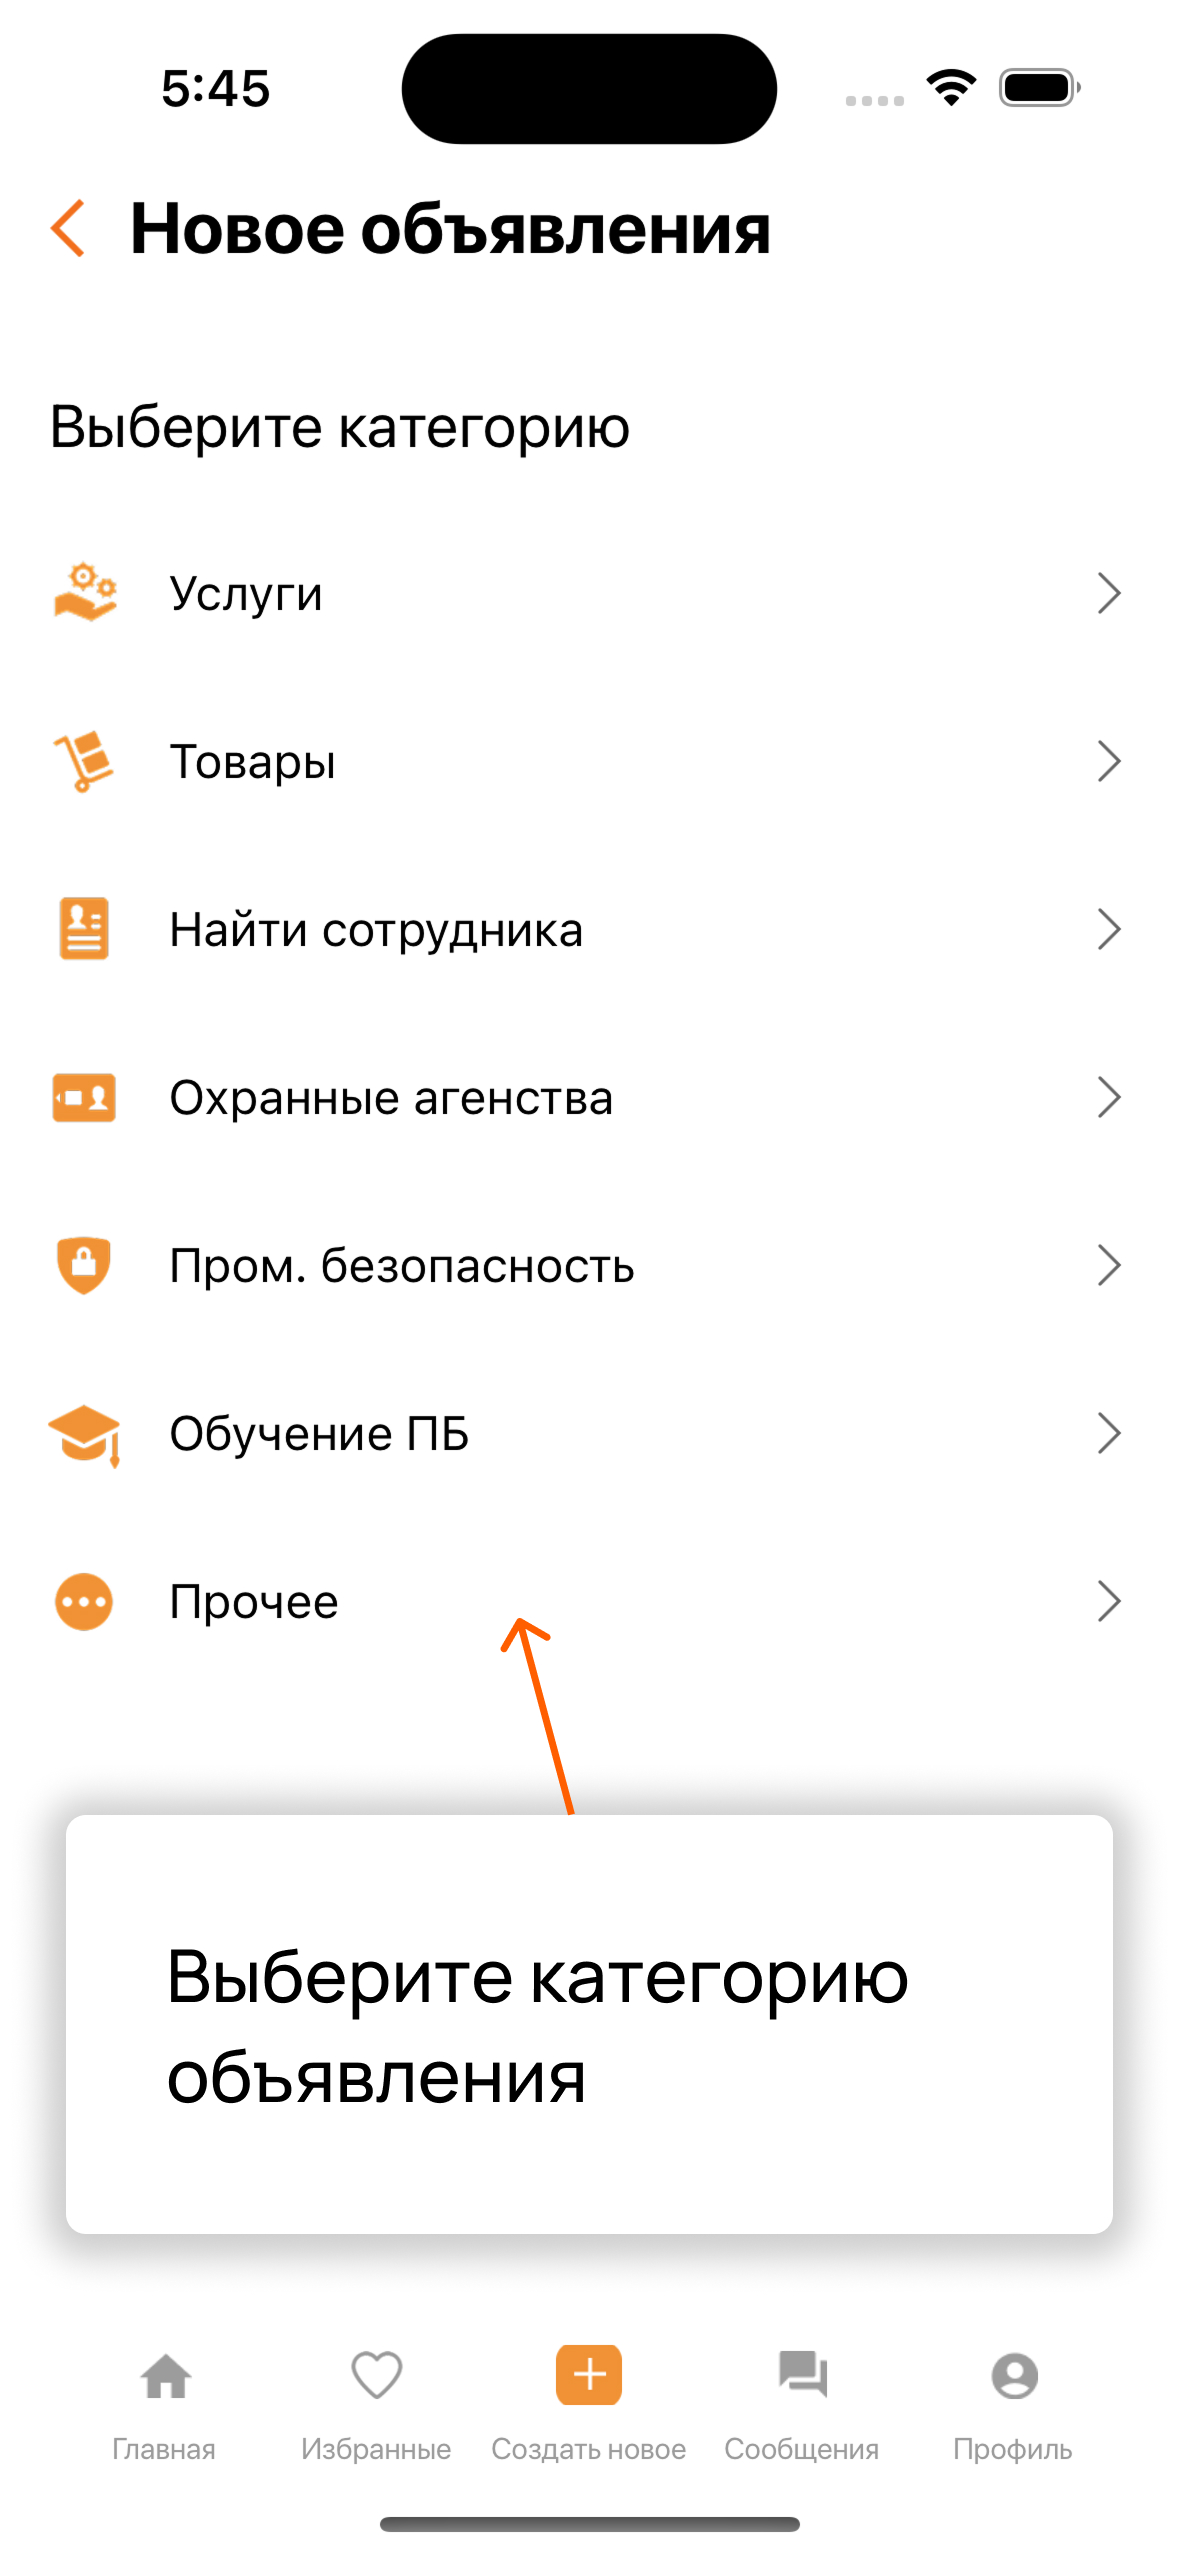 5:45
Новое объявления
Выберите категорию
Услуги
Товары
Найти сотрудника
Охранные агенства
Пром. безопасность
Обучение ПБ
Прочее
Выберите категорию
объявления
Главная
Избранные
Создать новое
Сообщения
Профиль